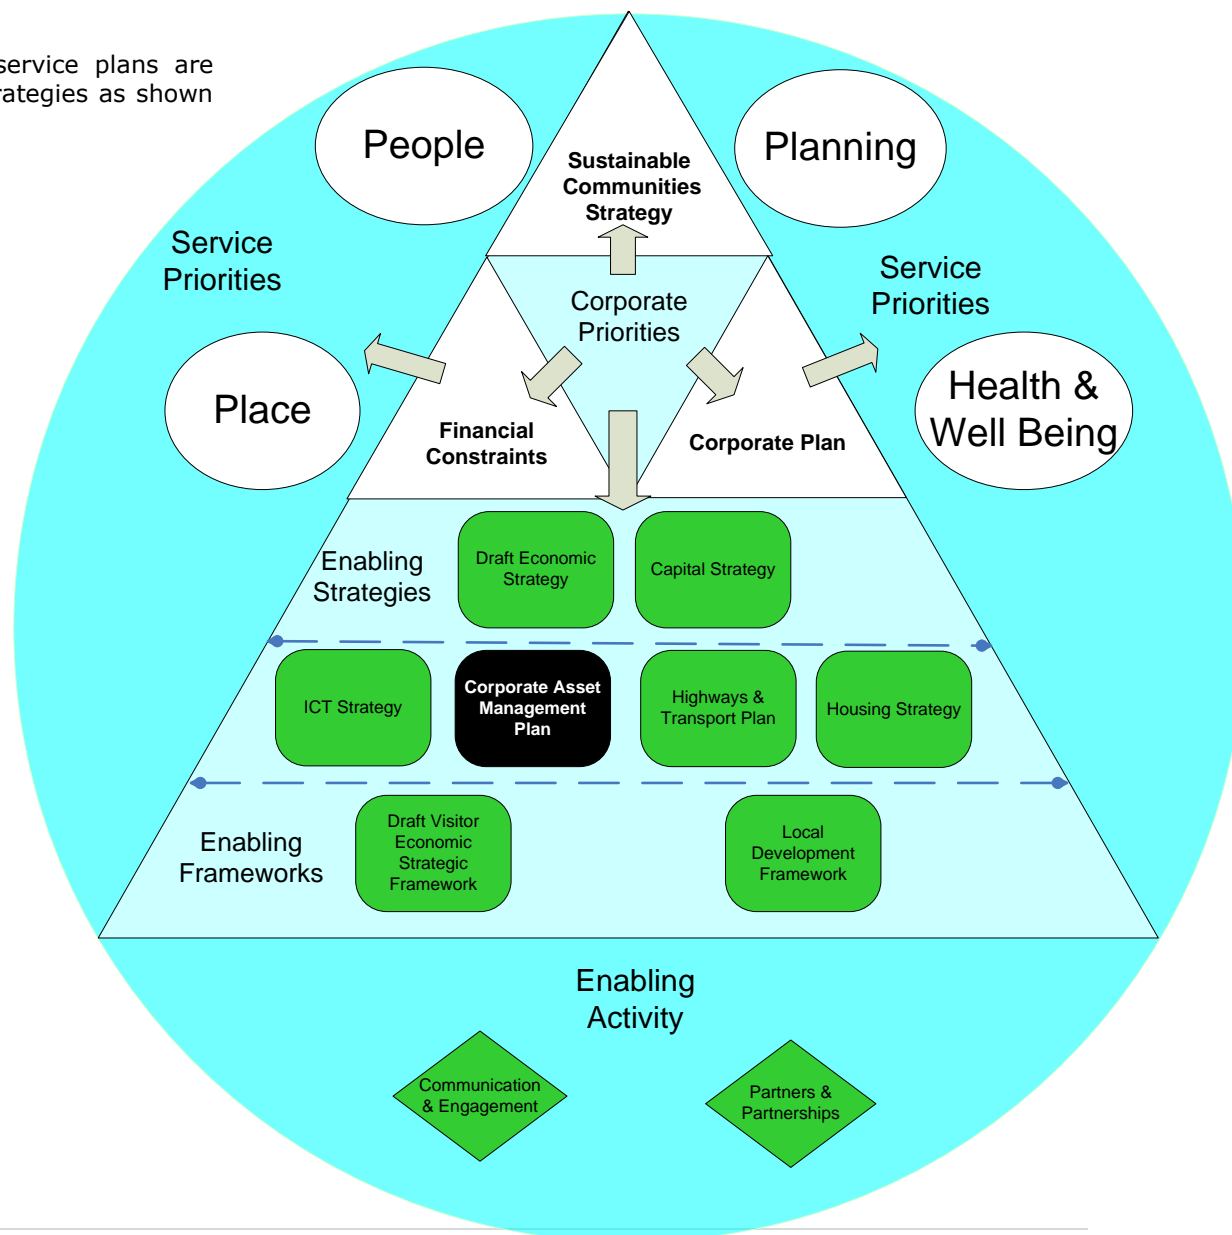 service plans are
rategies as shown
People
Planning
Sustainable
Communities
Strategy
Service
Priorities
Service
Priorities
Corporate
Priorities
Place
Health &
Well Being
Financial
Constraints
Corporate Plan
Enabling
Strategies
Draft Economic
Strategy
Capital Strategy
ICT Strategy
Corporate Asset
Management
Plan
Highways &
Transport Plan
Housing Strategy
Enabling
Frameworks
Draft Visitor
Economic
Strategic
Framework
Local
Development
Framework
Enabling
Activity
Communication
& Engagement
Partners &
Partnerships